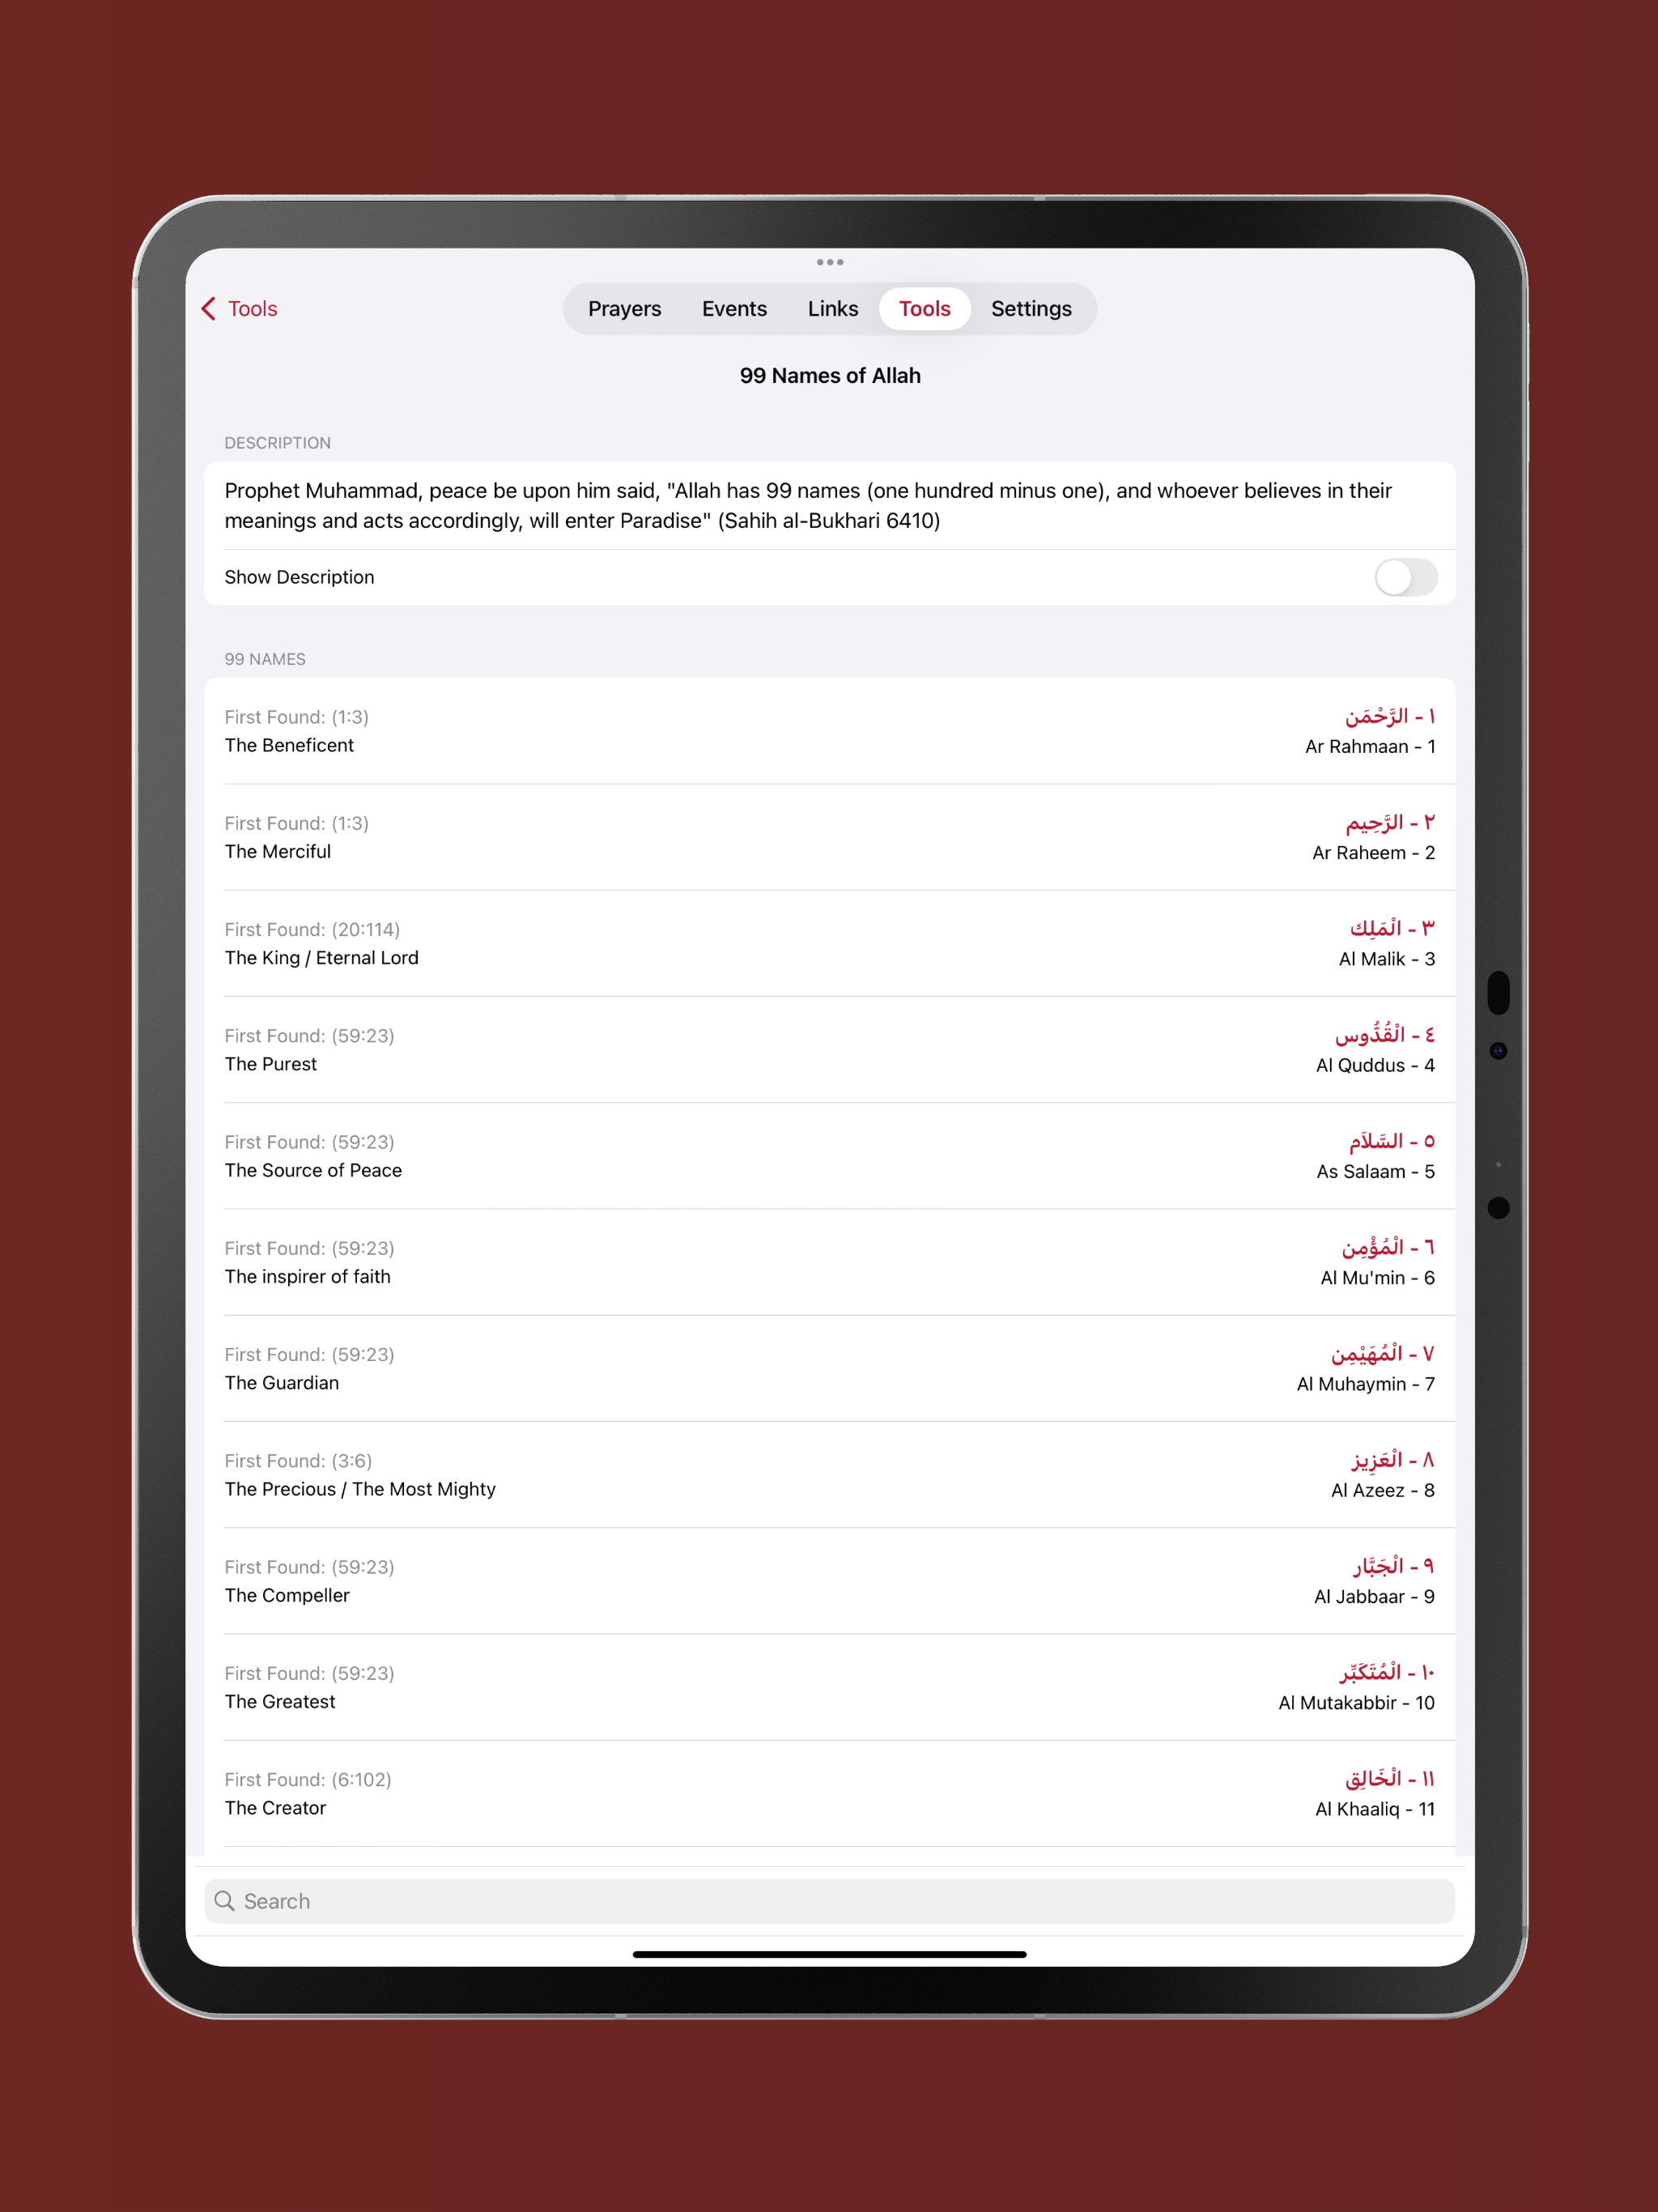 Tools
Prayers Events Links Tools Settings
99 Names of Allah
DESCRIPTION
Prophet Muhammad, peace be upon him said, "Allah has 99 names (one hundred minus one), and whoever believes in their
meanings and acts accordingly, will enter Paradise" (Sahih al-Bukhari 6410)
Show Description
99 NAMES
First Found: (1:3)
The Beneficent
١ - الرَّحْمَن
Ar Rahmaan - 1
First Found: (1:3)
The Merciful
٢ - الرَّحِيم
Ar Raheem - 2
First Found: (20:114)
The King / Eternal Lord
٣ - الْمَلِك
Al Malik - 3
First Found: (59:23)
The Purest
٤ - الْقُدُّوس
Al Quddus - 4
First Found: (59:23)
The Source of Peace
٥ - السَّلاَم
As Salaam - 5
First Found: (59:23)
The inspirer of faith
٦ - الْمُؤْمِن
Al Mu'min - 6
First Found: (59:23)
The Guardian
٧ - الْمُهَيْمِن
Al Muhaymin - 7
First Found: (3:6)
The Precious / The Most Mighty
٨ - الْعَزِيز
Al Azeez - 8
First Found: (59:23)
The Compeller
٩ - الْجَبَّار
Al Jabbaar - 9
First Found: (59:23)
The Greatest
١٠ - الْمُتَكَبِّر
Al Mutakabbir - 10
First Found: (6:102)
The Creator
١١ - الْخَالِق
Al Khaaliq - 11
Search